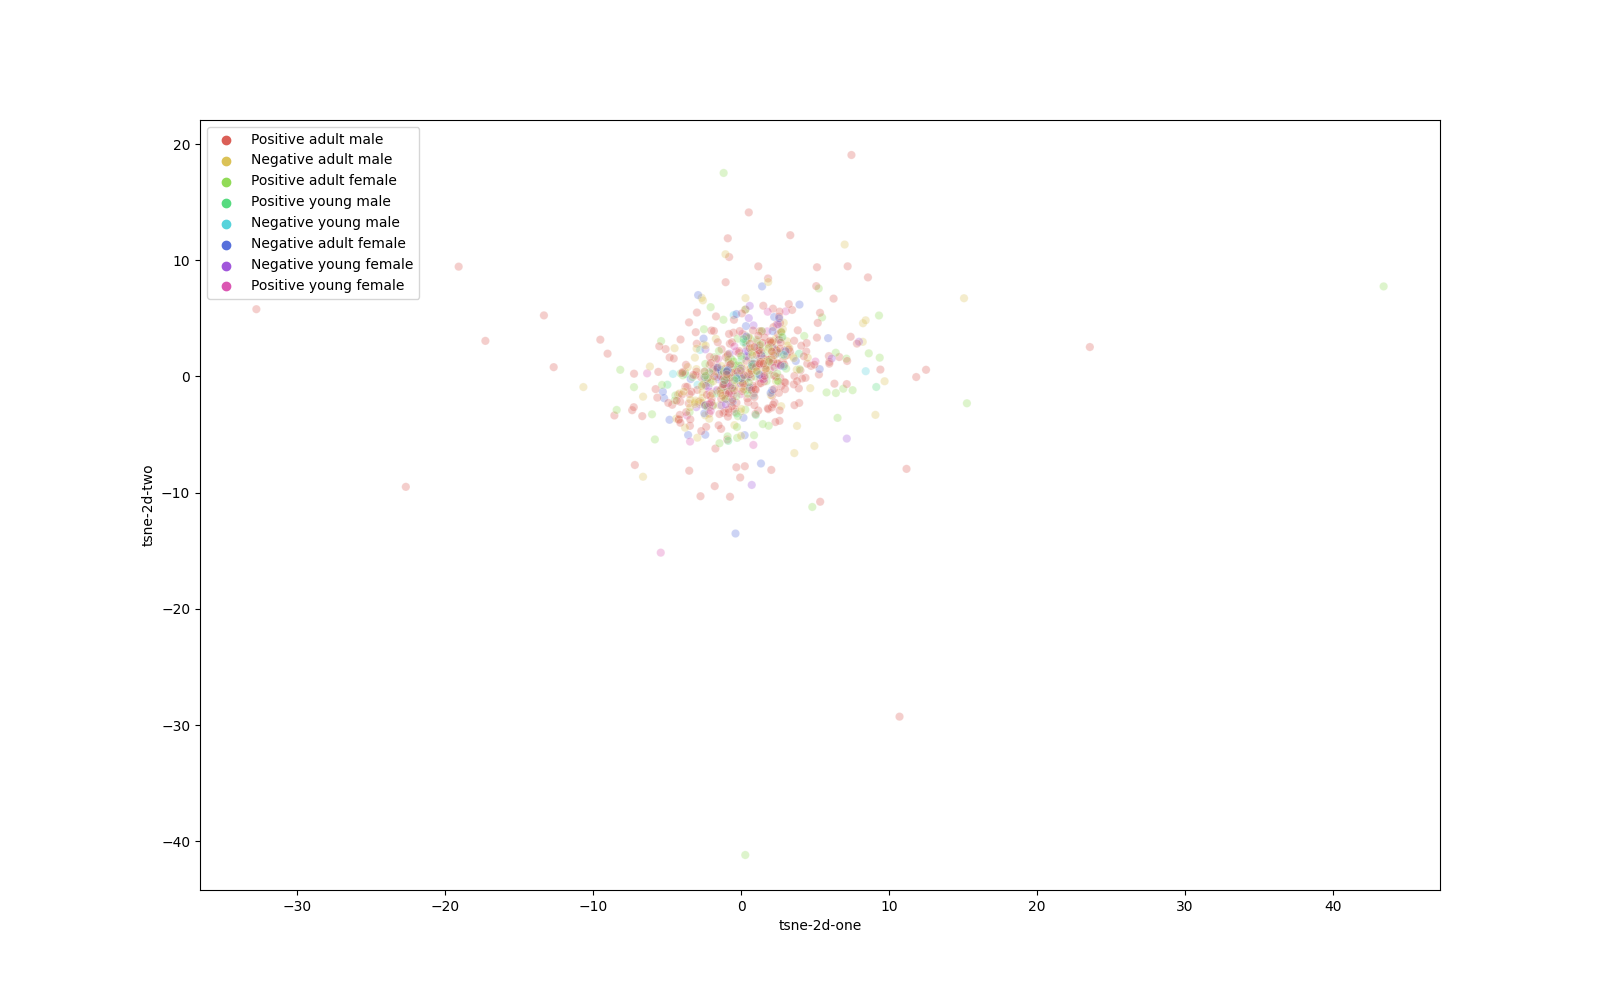 Positive adult male
Negative adult male
Positive adult female
Positive young male
Negative young male
Negative adult female
Negative young female
Positive young female
20
10
0
−10
−20
−30
−40
tsne-2d-two
−30 −20 −10 0 10 20 30 40
tsne-2d-one